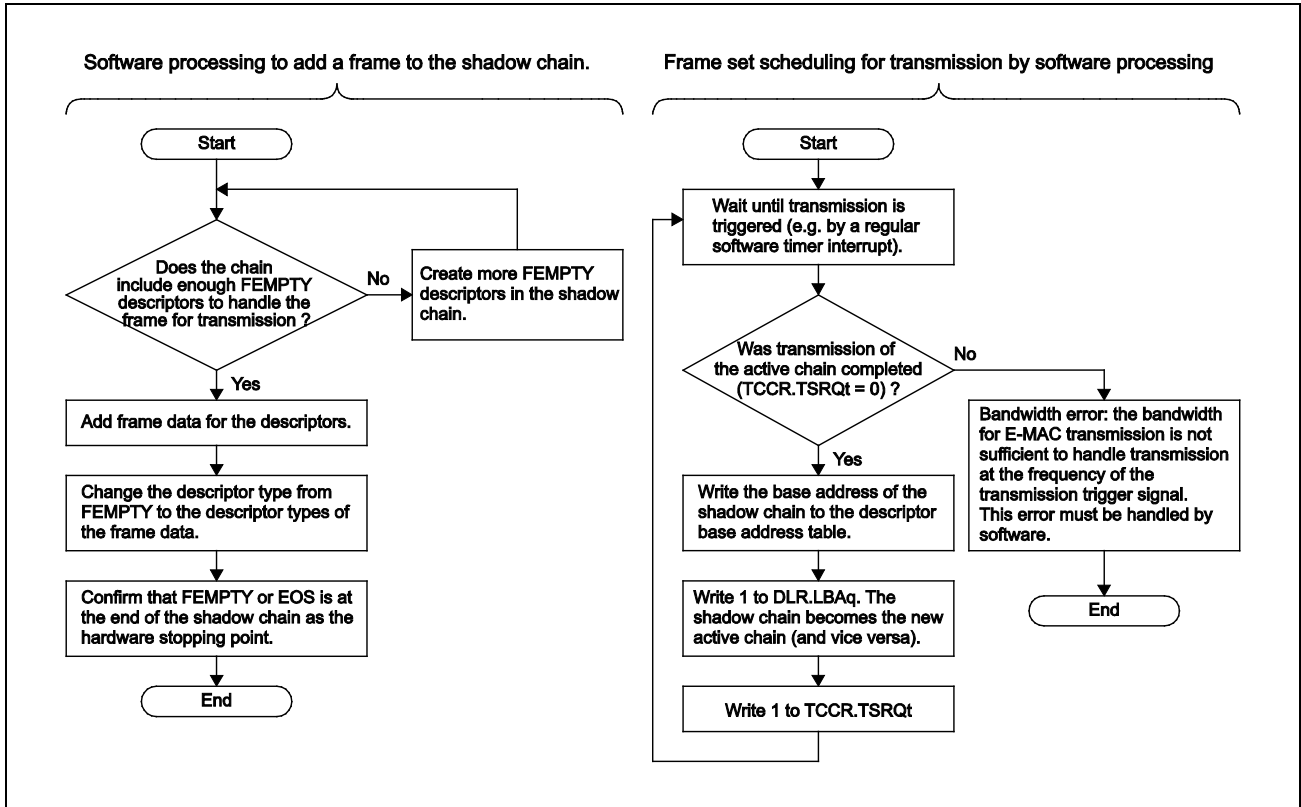 Software processing to add a frame to the shadow chain.
Start
Does the chain
include enough FEMPTY
descriptors to handle the
frame for transmission ?
No
Create more FEMPTY
descriptors in the shadow
chain.
Yes
Add frame data for the descriptors.
Change the descriptor type from
FEMPTY to the descriptor types of
the frame data.
Confirm that FEMPTY or EOS is at
the end of the shadow chain as the
hardware stopping point.
End
Frame set scheduling for transmission by software processing
Start
Wait until transmission is
triggered (e.g. by a regular
software timer interrupt).
Was transmission of
the active chain completed
(TCCR.TSRQt = 0) ?
No
Bandwidth error: the bandwidth
for E-MAC transmission is not
sufficient to handle transmission
at the frequency of the
transmission trigger signal.
This error must be handled by
software.
End
Yes
Write the base address of the
shadow chain to the descriptor
base address table.
Write 1 to DLR.LBAq. The
shadow chain becomes the new
active chain (and vice versa).
Write 1 to TCCR.TSRQt